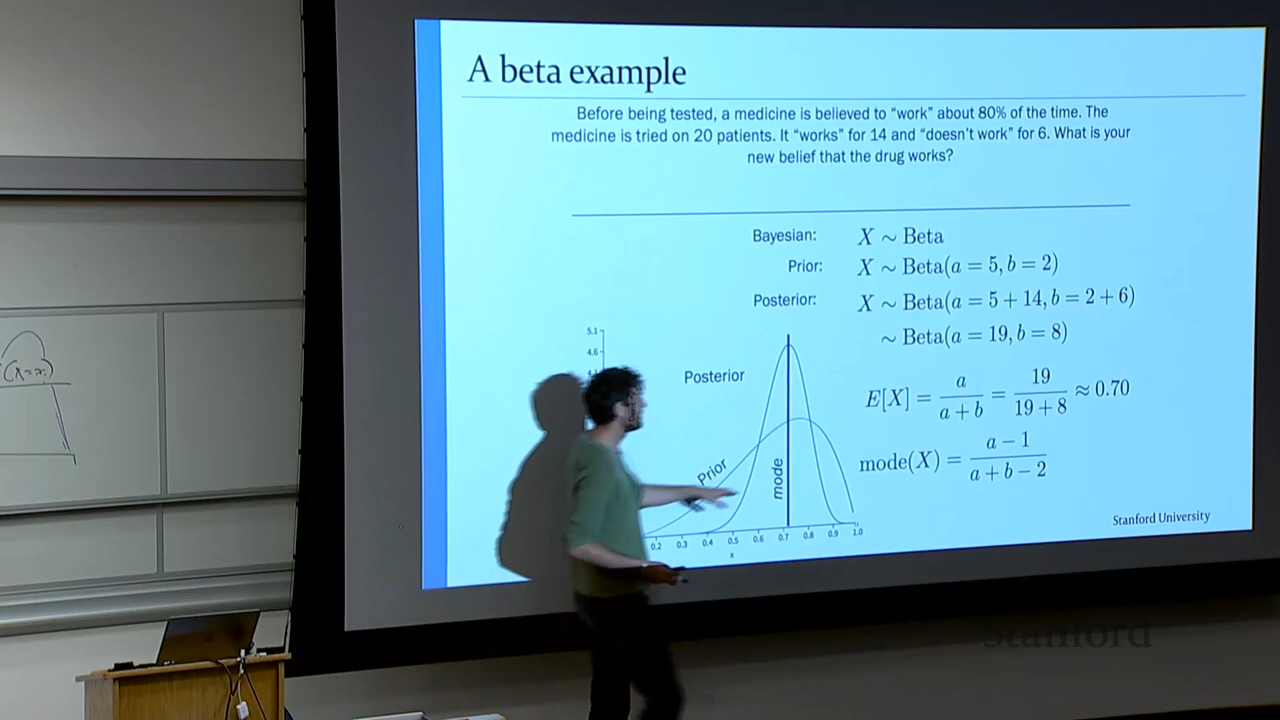 A beta example
Before being tested, a medicine is believed to “work” about 80% of the time. The
medicine is tried on 20 patients. It “works” for 14 and “doesn’t work” for 6. What is your
new belief that the drug works?
Bayesian: X ∼ Beta
Prior: X ∼ Beta(a = 5, b = 2)
Posterior: X ∼ Beta(a = 5 + 14, b = 2 + 6)
∼ Beta(a = 19, b = 8)
E[X] = a / (a + b) = 19 / (19 + 8) ≈ 0.70
mode(X) = (a − 1) / (a + b − 2)
5.1
4.6
Posterior
Prior
mode
0.2 0.3 0.4 0.5 0.6 0.7 0.8 0.9 1.0
x
Stanford University
Stanford